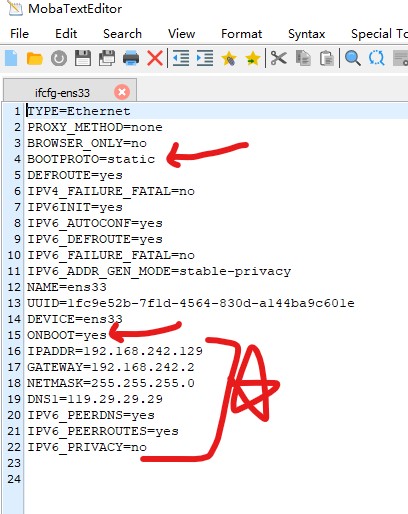 MobaTextEditor
File Edit Search View Format Syntax Special To
ifcfg-ens33
1 TYPE=Ethernet
2 PROXY_METHOD=none
3 BROWSER_ONLY=no
4 BOOTPROTO=static
5 DEFROUTE=yes
6 IPV4_FAILURE_FATAL=no
7 IPV6INIT=yes
8 IPV6_AUTOCONF=yes
9 IPV6_DEFROUTE=yes
10 IPV6_FAILURE_FATAL=no
11 IPV6_ADDR_GEN_MODE=stable-privacy
12 NAME=ens33
13 UUID=1fc9e52b-7f1d-4564-830d-a144ba9c601e
14 DEVICE=ens33
15 ONBOOT=yes
16 IPADDR=192.168.242.129
17 GATEWAY=192.168.242.2
18 NETMASK=255.255.255.0
19 DNS1=119.29.29.29
20 IPV6_PEERDNS=yes
21 IPV6_PEERROUTES=yes
22 IPV6_PRIVACY=no
23
24